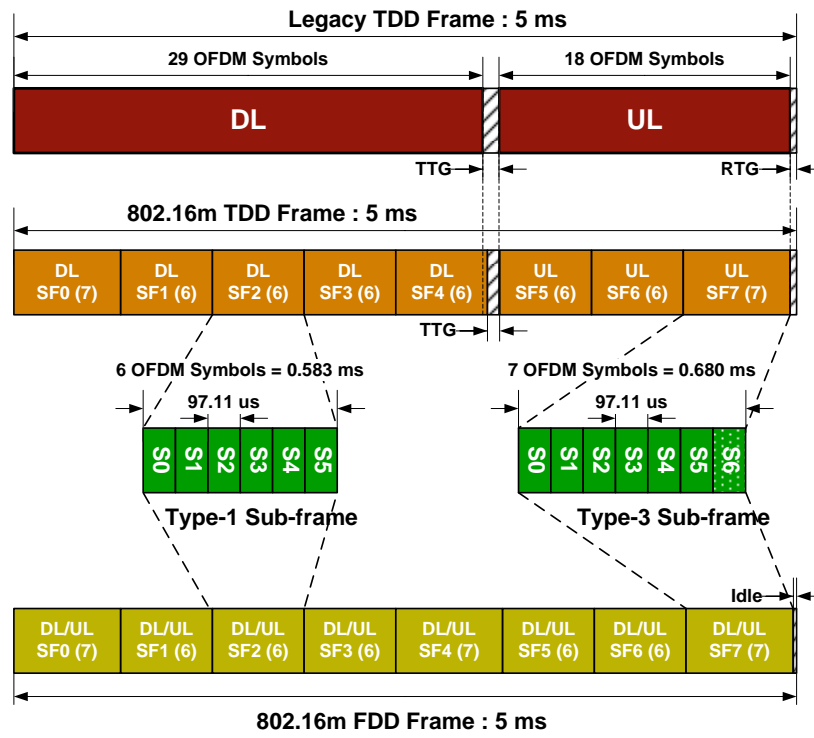 Legacy TDD Frame : 5 ms
29 OFDM Symbols
18 OFDM Symbols
DL
UL
TTG
RTG
802.16m TDD Frame : 5 ms
DL
SF0 (7)
DL
SF1 (6)
DL
SF2 (6)
DL
SF3 (6)
DL
SF4 (6)
UL
SF5 (6)
UL
SF6 (6)
UL
SF7 (7)
TTG
6 OFDM Symbols = 0.583 ms
7 OFDM Symbols = 0.680 ms
97.11 us
97.11 us
S0
S1
S2
S3
S4
S5
S0
S1
S2
S3
S4
S5
S6
Type-1 Sub-frame
Type-3 Sub-frame
Idle
DL/UL
SF0 (7)
DL/UL
SF1 (6)
DL/UL
SF2 (6)
DL/UL
SF3 (6)
DL/UL
SF4 (7)
DL/UL
SF5 (6)
DL/UL
SF6 (6)
DL/UL
SF7 (7)
802.16m FDD Frame : 5 ms